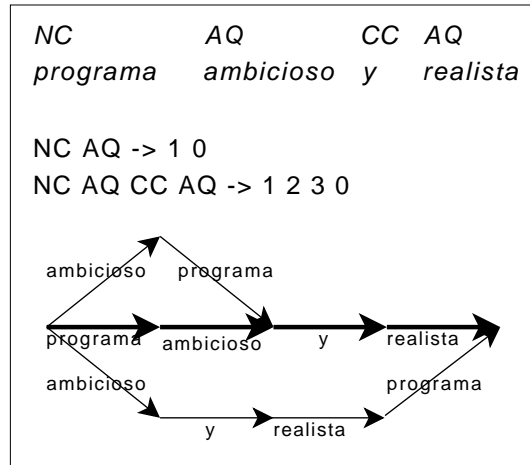 NC AQ CC AQ
programa ambicioso y realista
NC AQ -> 1 0
NC AQ CC AQ -> 1 2 3 0
ambicioso programa
programa ambicioso y realista
ambicioso programa
y realista